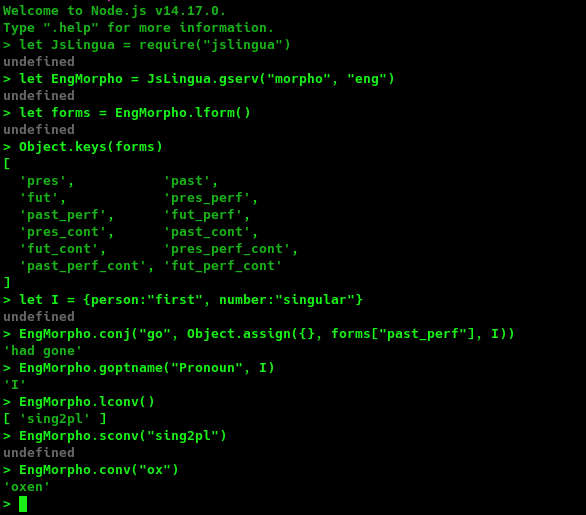 Welcome to Node.js v14.17.0.
Type ".help" for more information.
> let JsLingua = require("jslingua")
undefined
> let EngMorpho = JsLingua.gserv("morpho", "eng")
undefined
> let forms = EngMorpho.lform()
undefined
> Object.keys(forms)
[
  'pres',           'past',
  'fut',            'pres_perf',
  'past_perf',      'fut_perf',
  'pres_cont',      'past_cont',
  'fut_cont',       'pres_perf_cont',
  'past_perf_cont', 'fut_perf_cont'
]
> let I = {person:"first", number:"singular"}
undefined
> EngMorpho.conj("go", Object.assign({}, forms["past_perf"], I))
'had gone'
> EngMorpho.goptname("Pronoun", I)
'I'
> EngMorpho.lconv()
[ 'sing2pl' ]
> EngMorpho.sconv("sing2pl")
undefined
> EngMorpho.conv("ox")
'oxen'
>